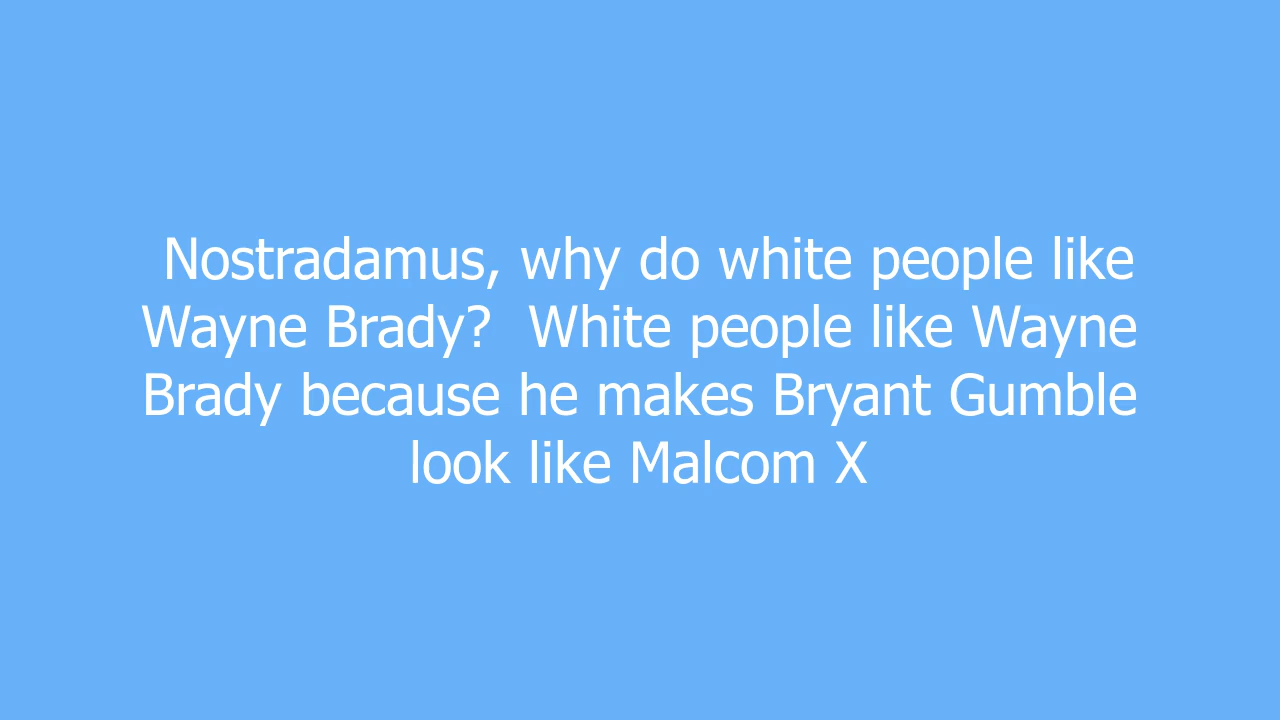 Nostradamus, why do white people like
Wayne Brady?  White people like Wayne
Brady because he makes Bryant Gumble
look like Malcom X